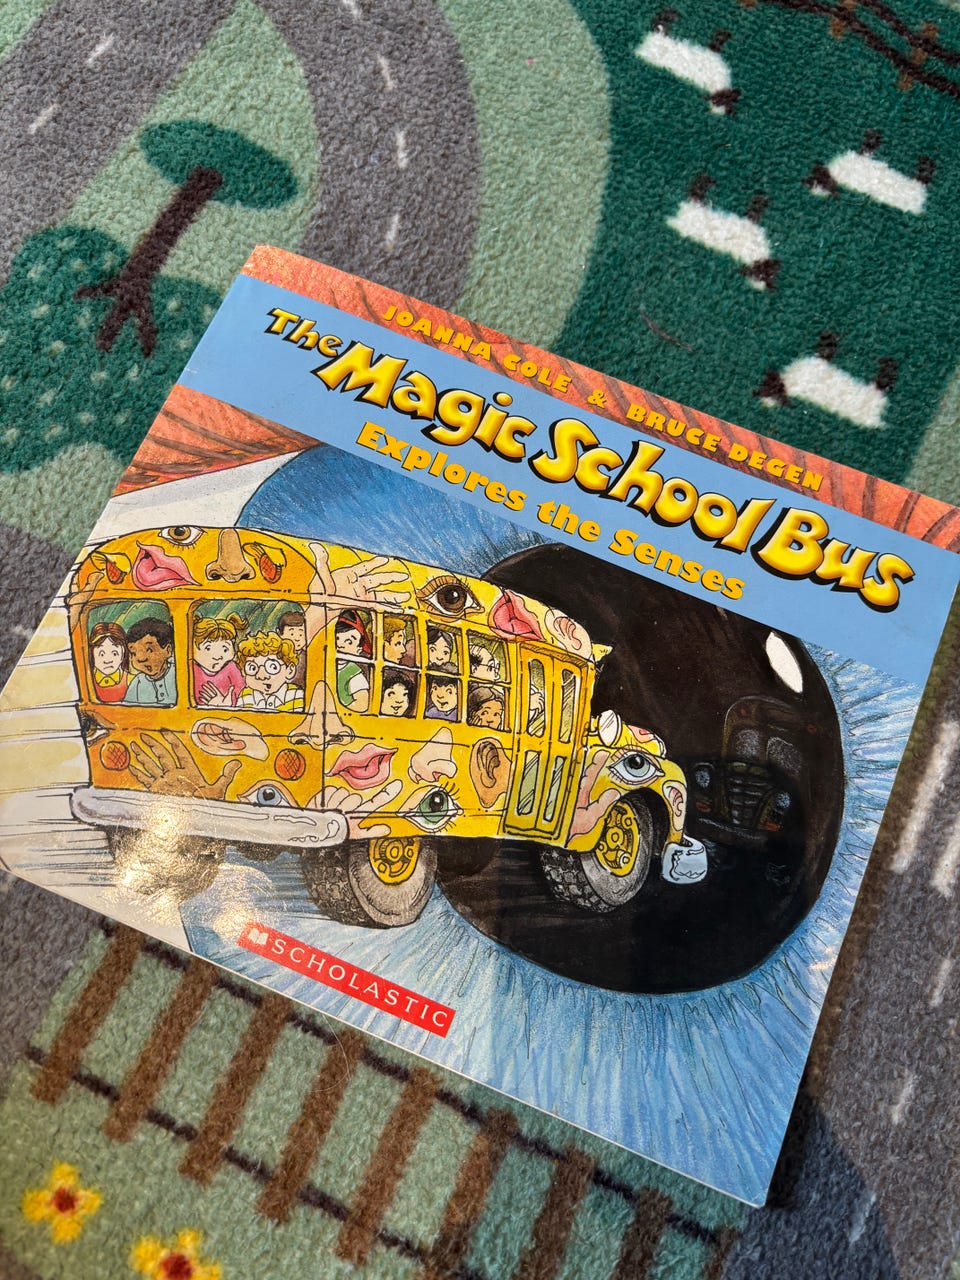 JOANNA COLE & BRUCE DEGEN
The Magic School Bus
Explores the Senses
SCHOLASTIC